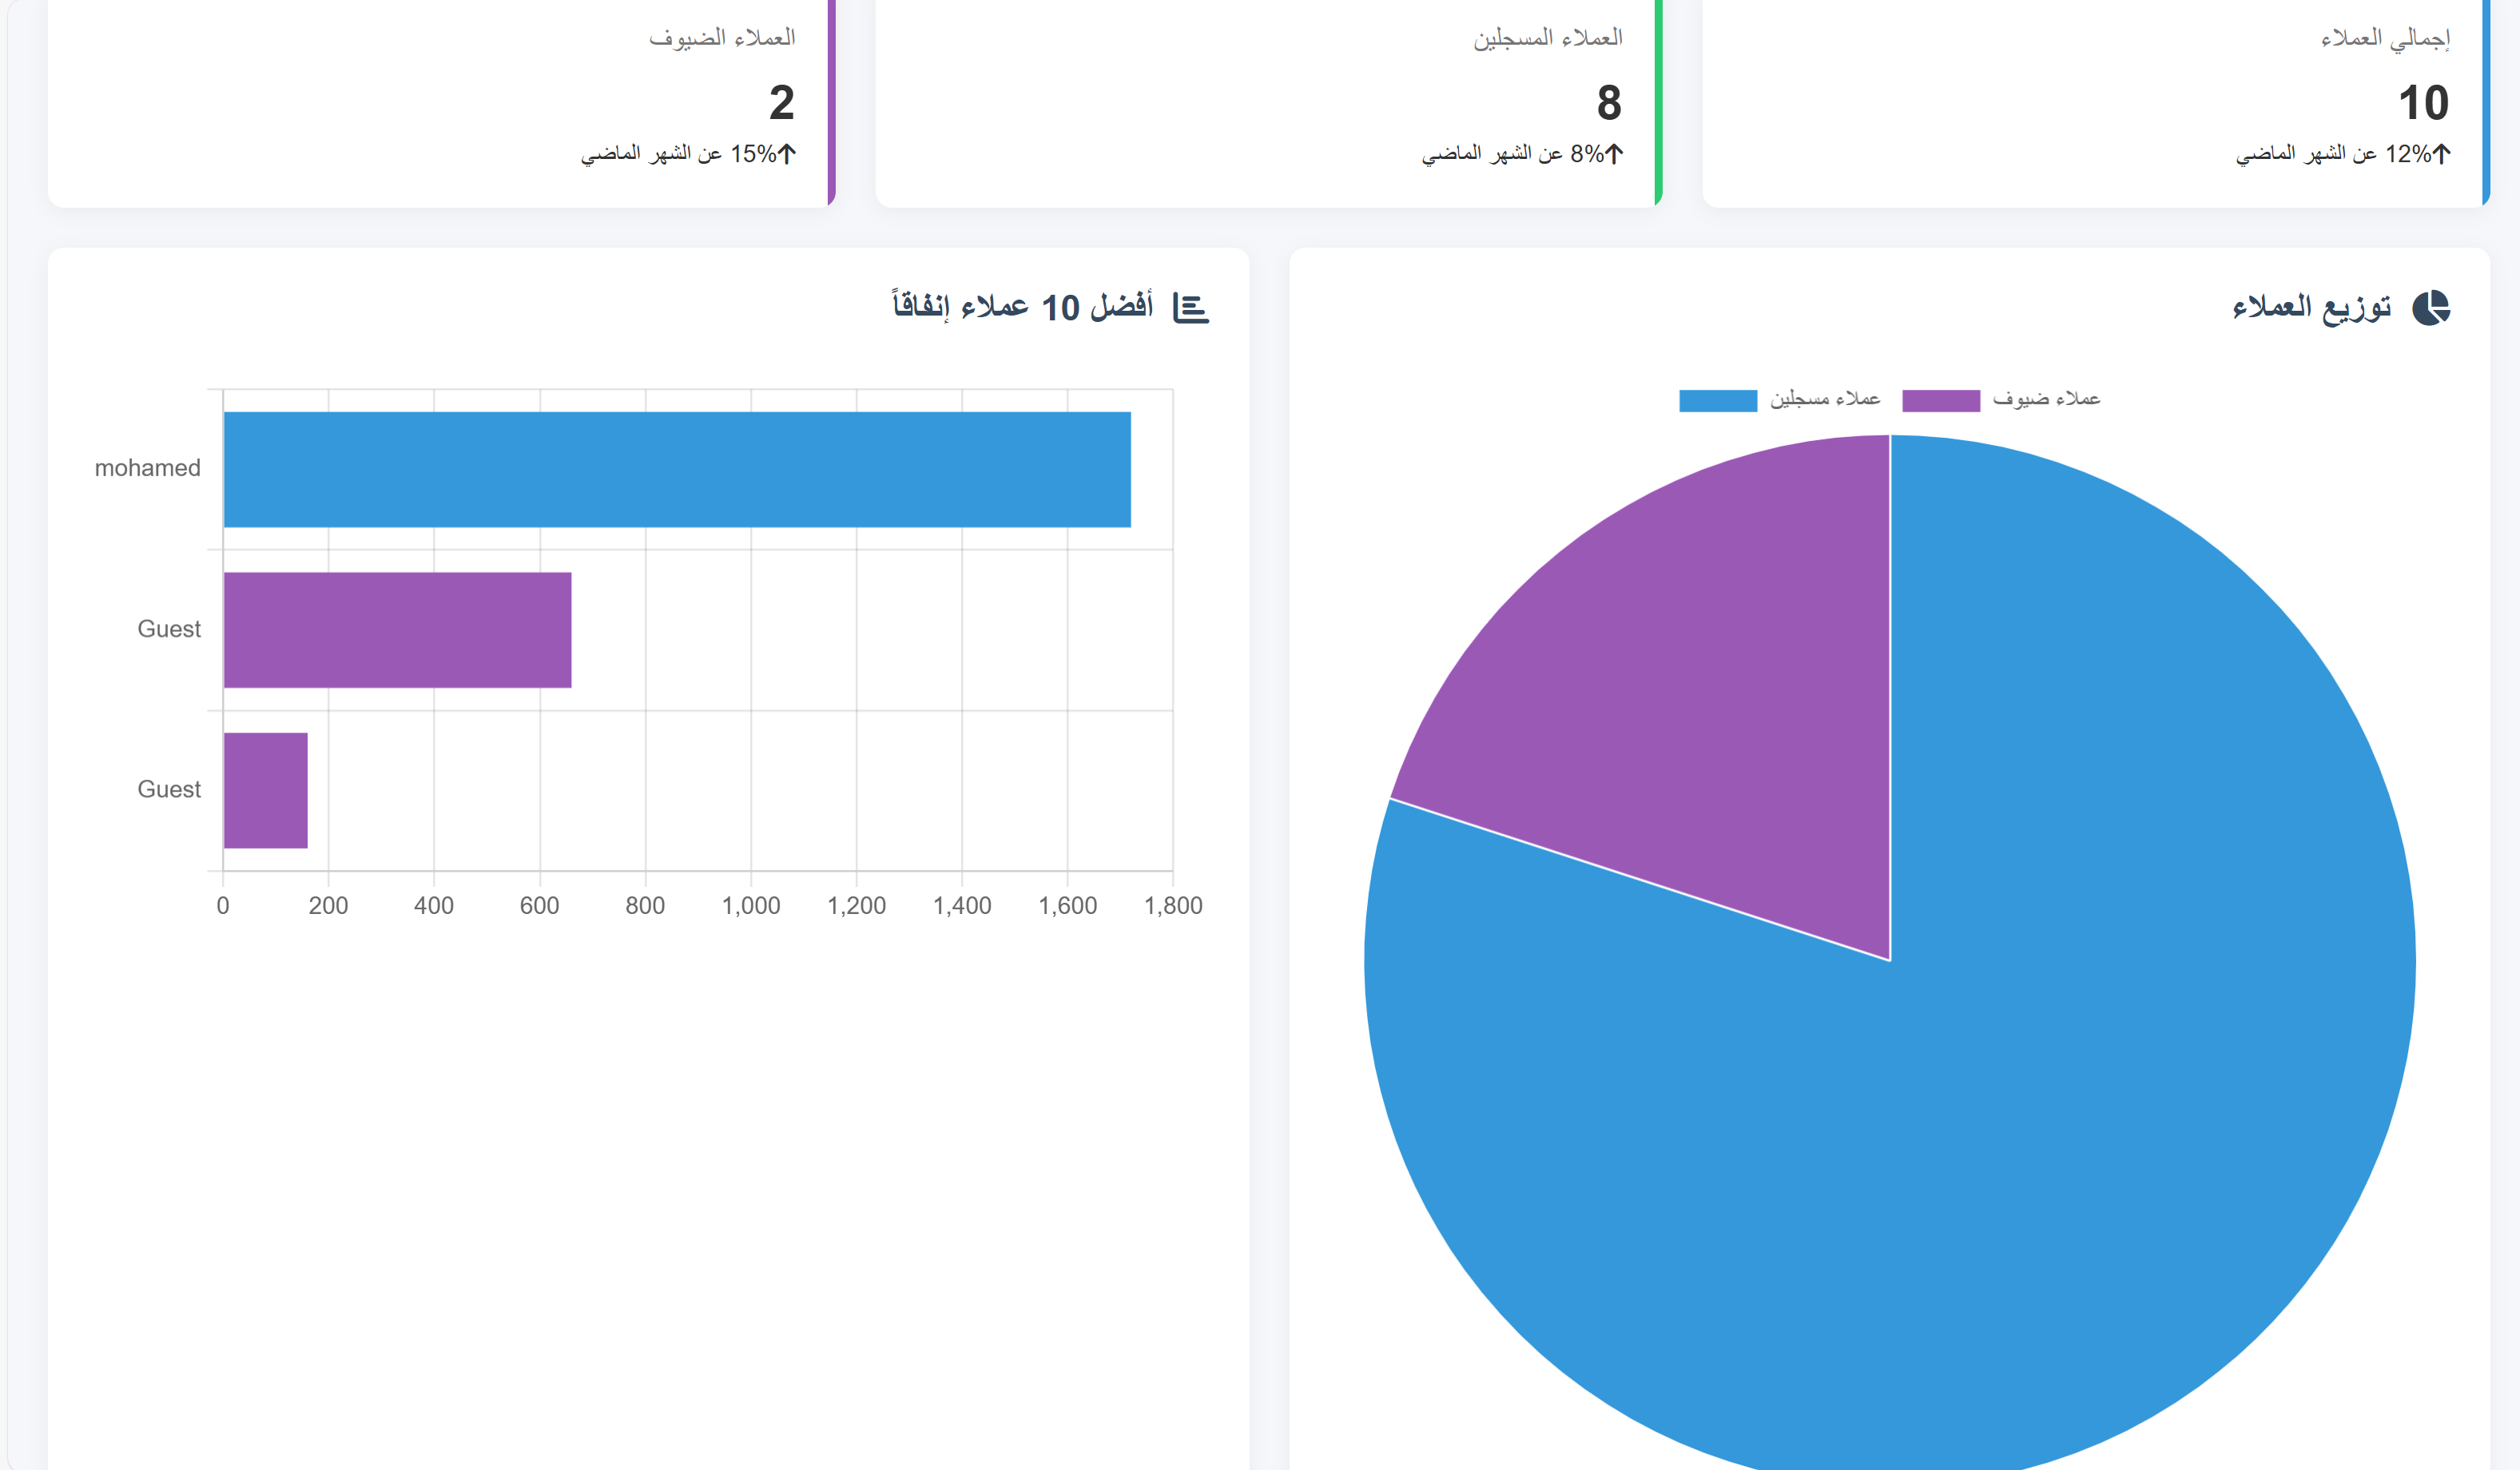 إجمالي العملاء
10
12% عن الشهر الماضي
العملاء المسجلين
8
8% عن الشهر الماضي
العملاء الضيوف
2
15% عن الشهر الماضي
توزيع العملاء
عملاء ضيوف
عملاء مسجلين
أفضل 10 عملاء إنفاقاً
mohamed
Guest
Guest
0 200 400 600 800 1,000 1,200 1,400 1,600 1,800